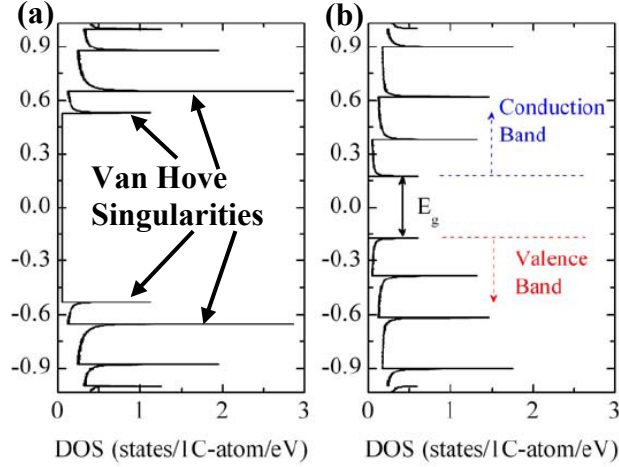 (a)
(b)
0.9
0.6
0.3
0.0
-0.3
-0.6
-0.9
Van Hove
Singularities
0 1 2 3
DOS (states/1C-atom/eV)
0.9
0.6
0.3
0.0
-0.3
-0.6
-0.9
Conduction
Band
E_g
Valence
Band
0 1 2 3
DOS (states/1C-atom/eV)